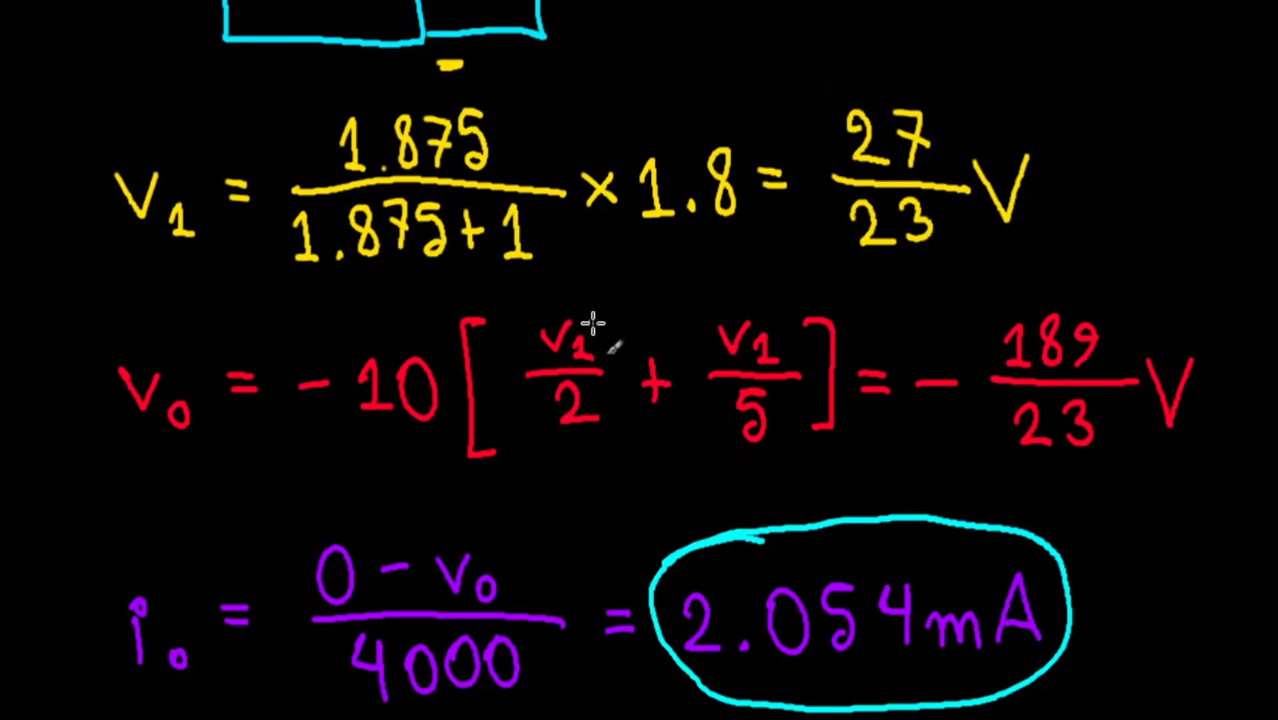 -
v₁ = 1.875 / (1.875+1) × 1.8 = 27/23 V
v₀ = -10 [ v₁/2 + v₁/5 ] = - 189/23 V
i₀ = (0 - v₀) / 4000 = 2.054mA